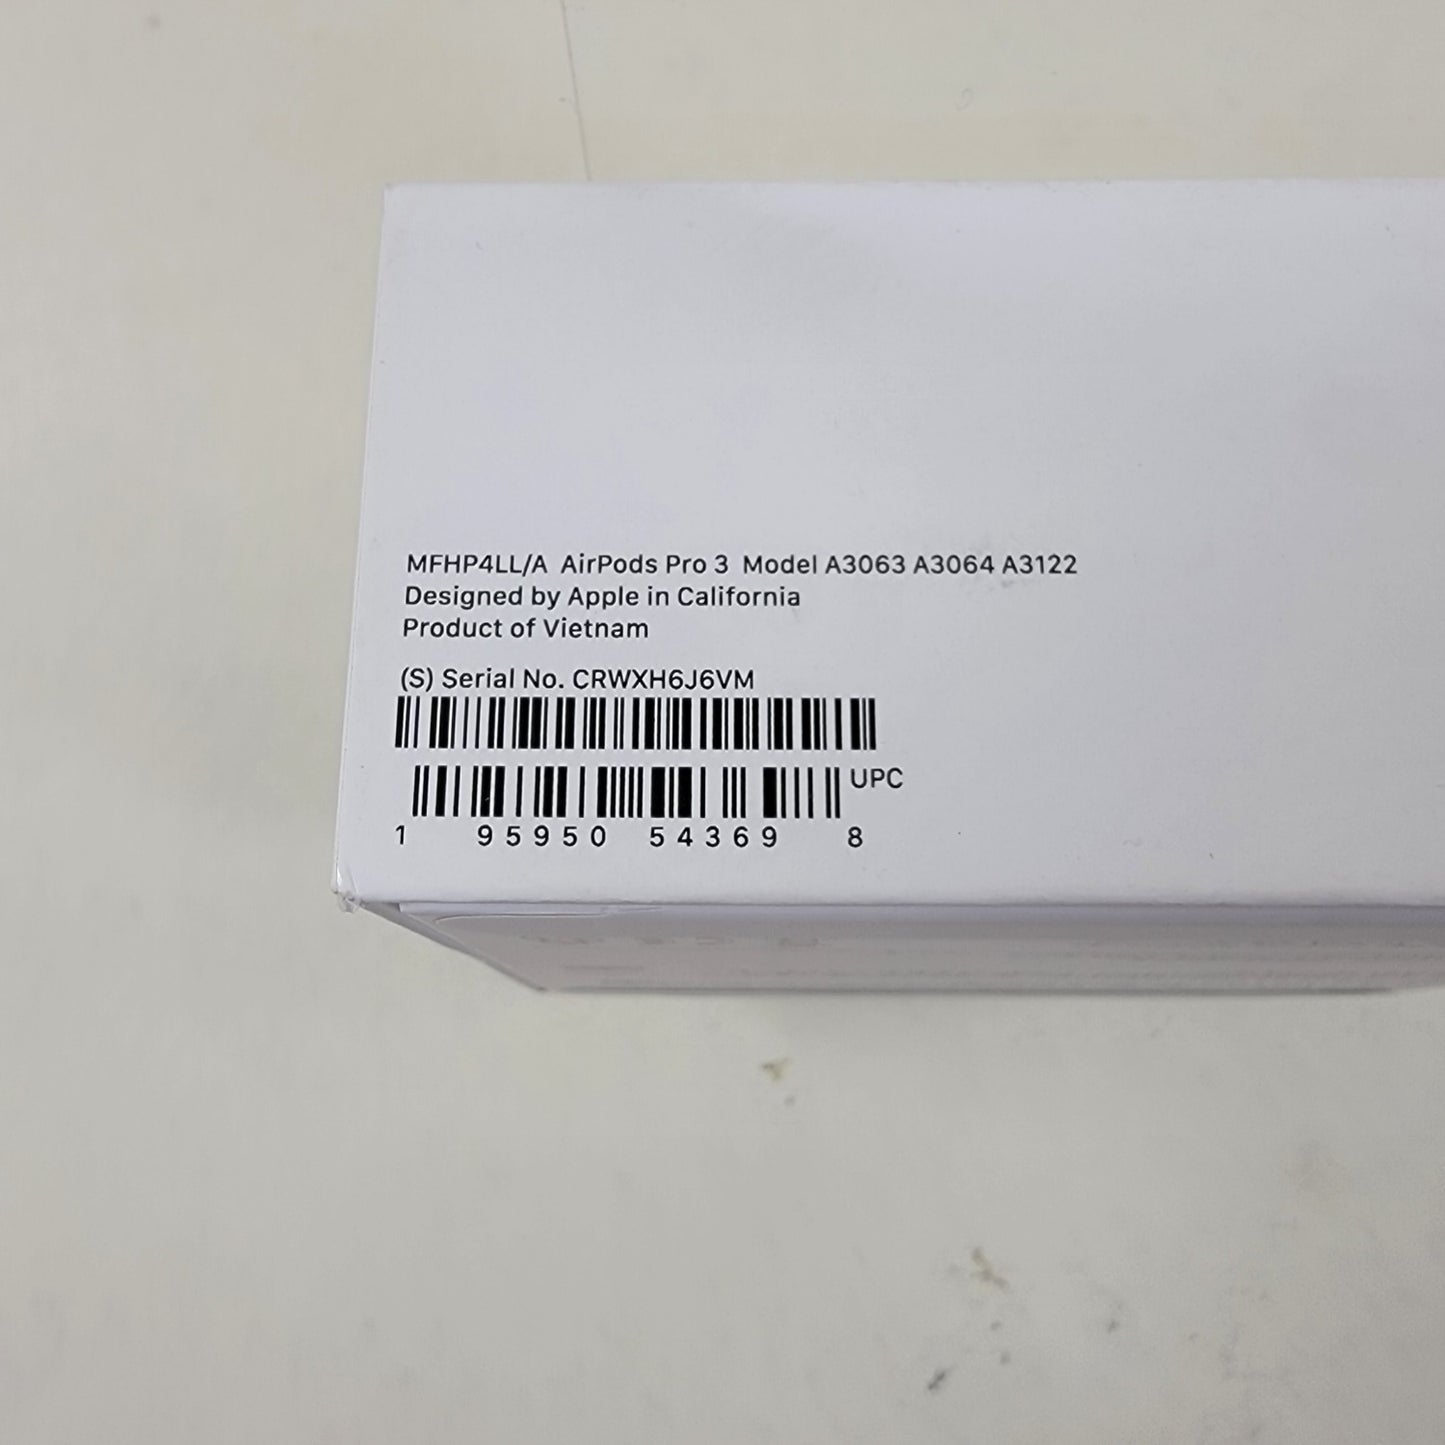 MFHP4LL/A AirPods Pro 3 Model A3063 A3064 A3122
Designed by Apple in California
Product of Vietnam
(S) Serial No. CRWXH6J6VM
UPC
1 95950 54369 8